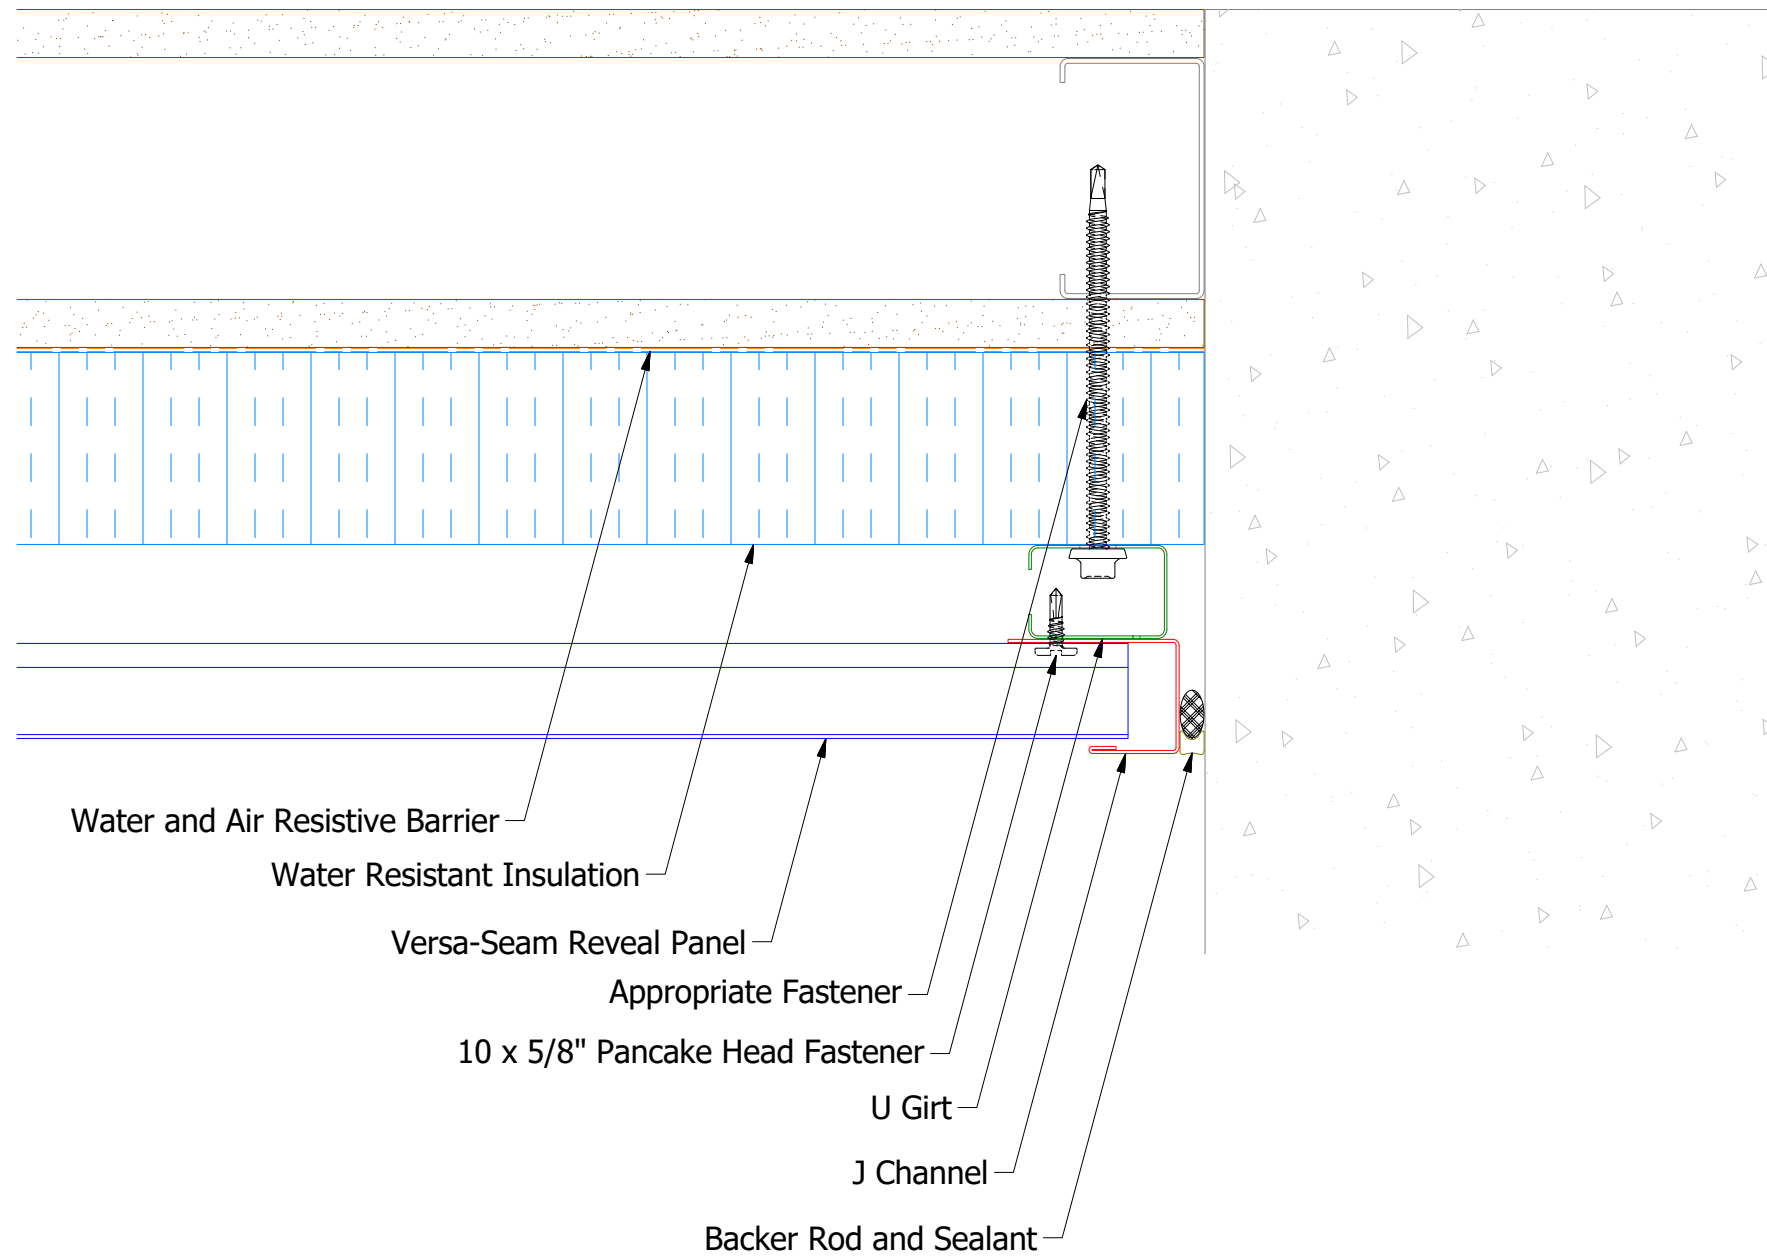 Water and Air Resistive Barrier
Water Resistant Insulation
Versa-Seam Reveal Panel
Appropriate Fastener
10 x 5/8" Pancake Head Fastener
U Girt
J Channel
Backer Rod and Sealant